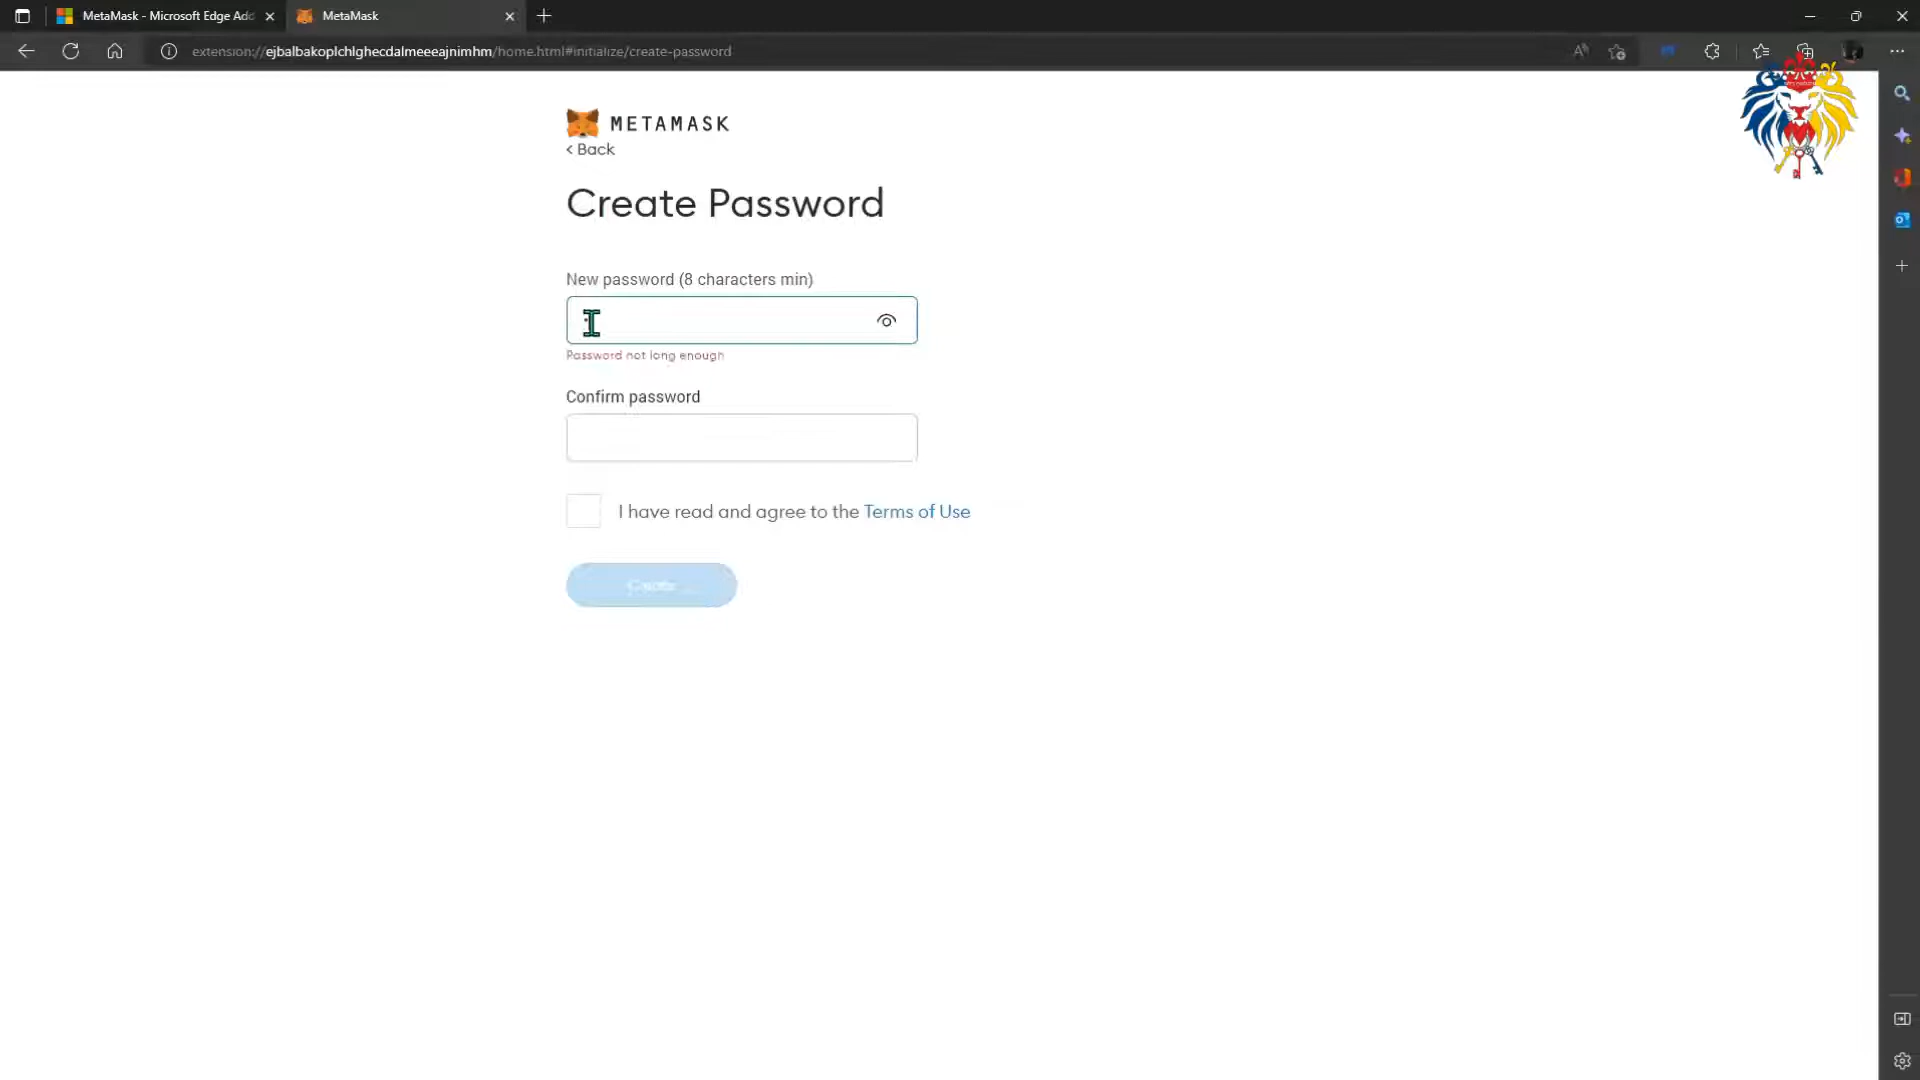 MetaMask - Microsoft Edge Add
MetaMask
extension://ejbalbakoplchlghecdalmeeeajnimhm/home.html#initialize/create-password
METAMASK
< Back
Create Password
New password (8 characters min)
Password not long enough
Confirm password
I have read and agree to the Terms of Use
Create